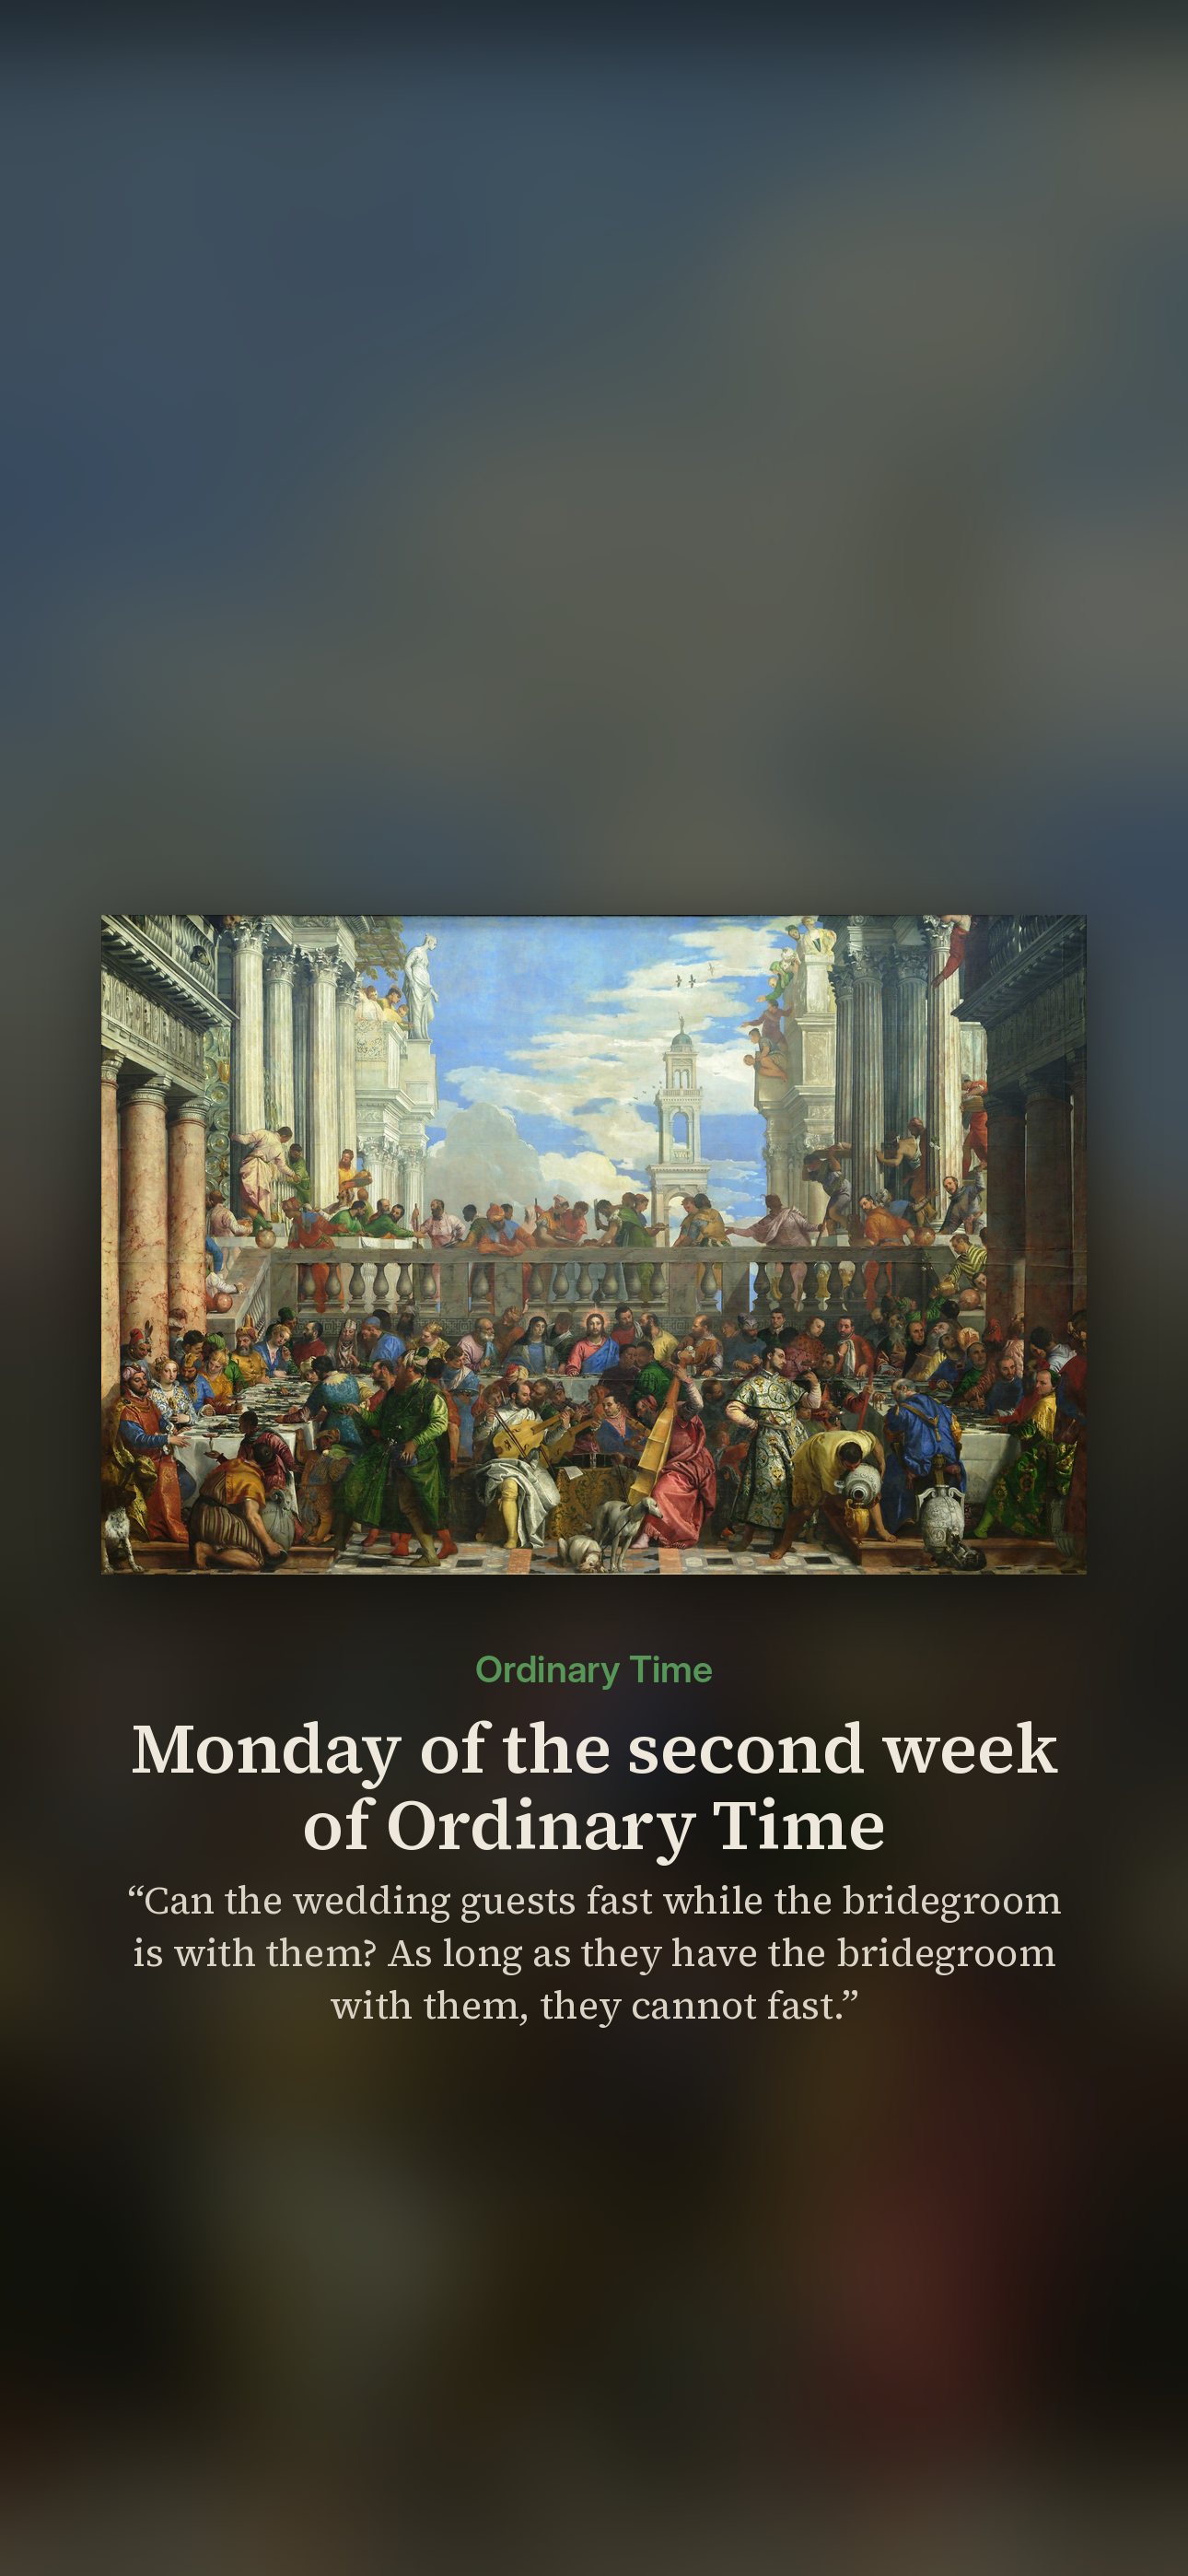 Ordinary Time
Monday of the second week
of Ordinary Time
“Can the wedding guests fast while the bridegroom
is with them? As long as they have the bridegroom
with them, they cannot fast.”